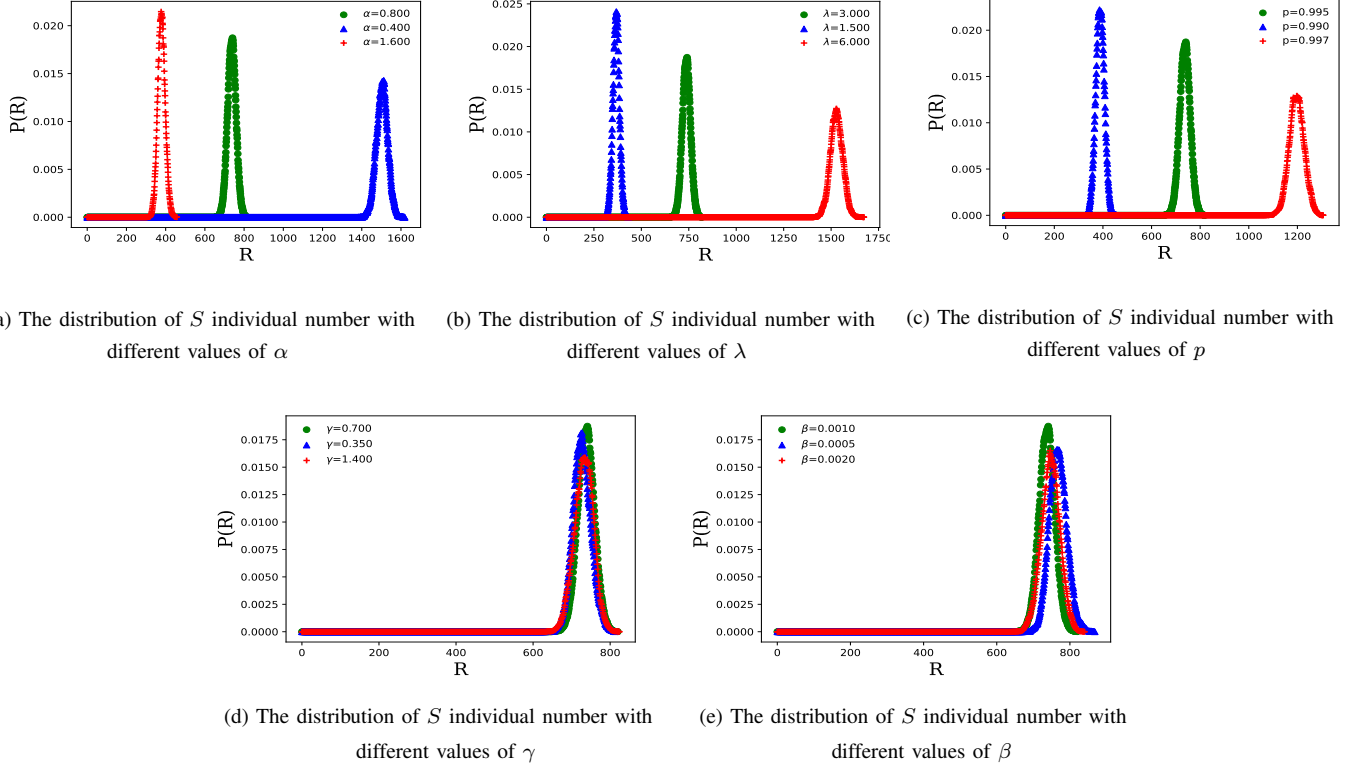 0.020
0.015
0.010
0.005
0.000
P(R)
α=0.800
α=0.400
α=1.600
0 200 400 600 800 1000 1200 1400 1600
R
0.025
0.020
0.015
0.010
0.005
0.000
P(R)
λ=3.000
λ=1.500
λ=6.000
0 250 500 750 1000 1250 1500 1750
R
0.020
0.015
0.010
0.005
0.000
P(R)
p=0.995
p=0.990
p=0.997
0 200 400 600 800 1000 1200
R
a) The distribution of S individual number with
different values of α
(b) The distribution of S individual number with
different values of λ
(c) The distribution of S individual number with
different values of p
0.0175
0.0150
0.0125
0.0100
0.0075
0.0050
0.0025
0.0000
P(R)
γ=0.700
γ=0.350
γ=1.400
0 200 400 600 800
R
0.0175
0.0150
0.0125
0.0100
0.0075
0.0050
0.0025
0.0000
P(R)
β=0.0010
β=0.0005
β=0.0020
0 200 400 600 800
R
(d) The distribution of S individual number with
different values of γ
(e) The distribution of S individual number with
different values of β